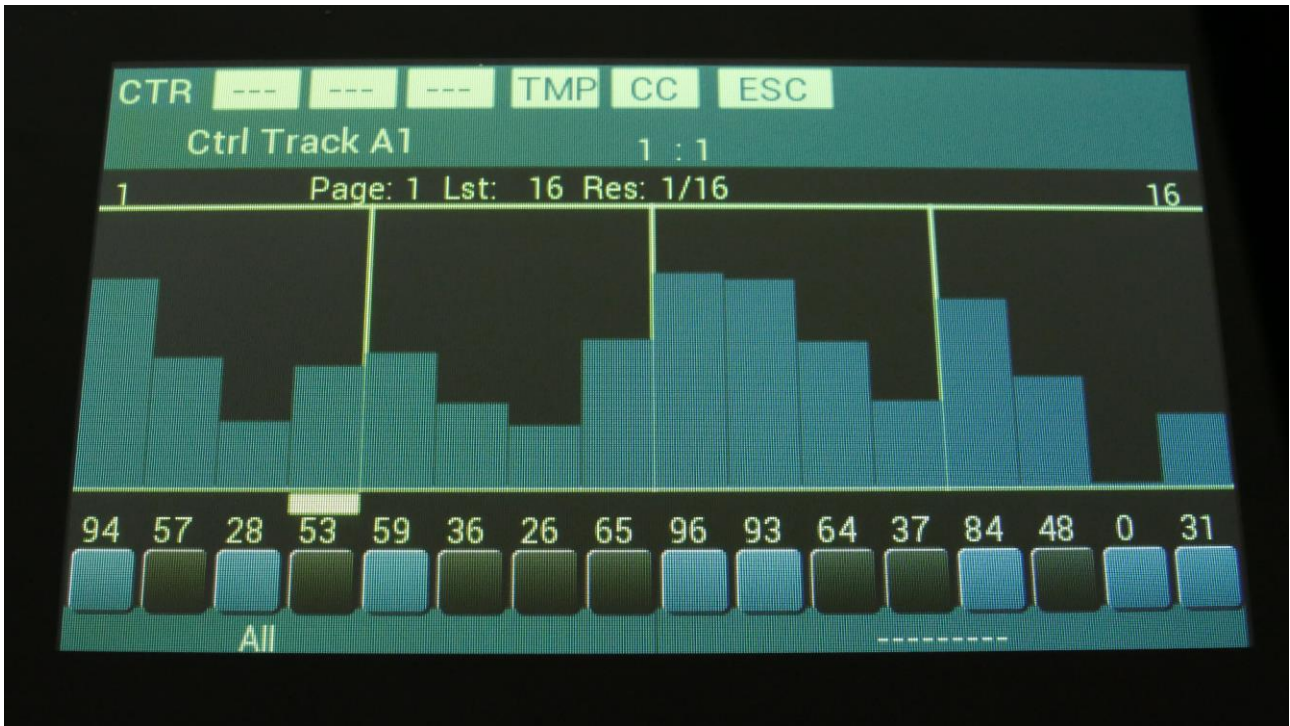 CTR --- --- --- TMP CC ESC
Ctrl Track A1 1 : 1
1 Page: 1 Lst: 16 Res: 1/16 16
94 57 28 53 59 36 26 65 96 93 64 37 84 48 0 31
All ---------